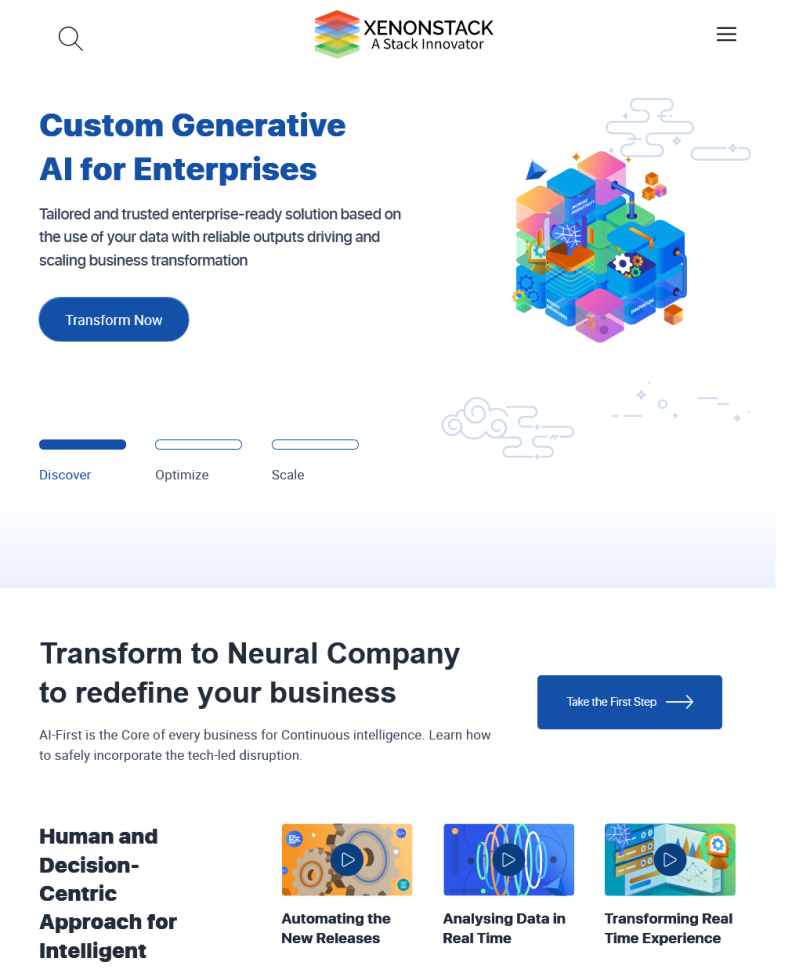 XENONSTACK
A Stack Innovator
Custom Generative
AI for Enterprises
Tailored and trusted enterprise-ready solution based on
the use of your data with reliable outputs driving and
scaling business transformation
Transform Now
Discover
Optimize
Scale
Transform to Neural Company
to redefine your business
Take the First Step
AI-First is the Core of every business for Continuous intelligence. Learn how
to safely incorporate the tech-led disruption.
Human and
Decision-
Centric
Approach for
Intelligent
Automating the
New Releases
Analysing Data in
Real Time
Transforming Real
Time Experience